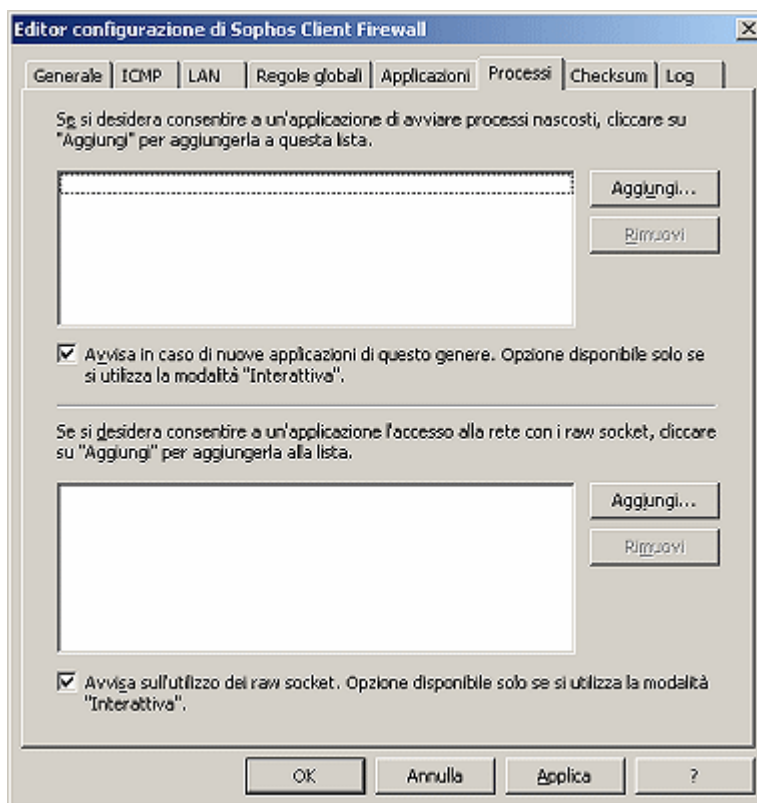 Editor configurazione di Sophos Client Firewall
Generale ICMP LAN Regole globali Applicazioni Processi Checksum Log
Se si desidera consentire a un'applicazione di avviare processi nascosti, cliccare su
"Aggiungi" per aggiungerla a questa lista.
Aggiungi...
Rimuovi
Avvisa in caso di nuove applicazioni di questo genere. Opzione disponibile solo se
si utilizza la modalità "Interattiva".
Se si desidera consentire a un'applicazione l'accesso alla rete con i raw socket, cliccare
su "Aggiungi" per aggiungerla alla lista.
Aggiungi...
Rimuovi
Avvisa sull'utilizzo dei raw socket. Opzione disponibile solo se si utilizza la modalità
"Interattiva".
OK Annulla Applica ?